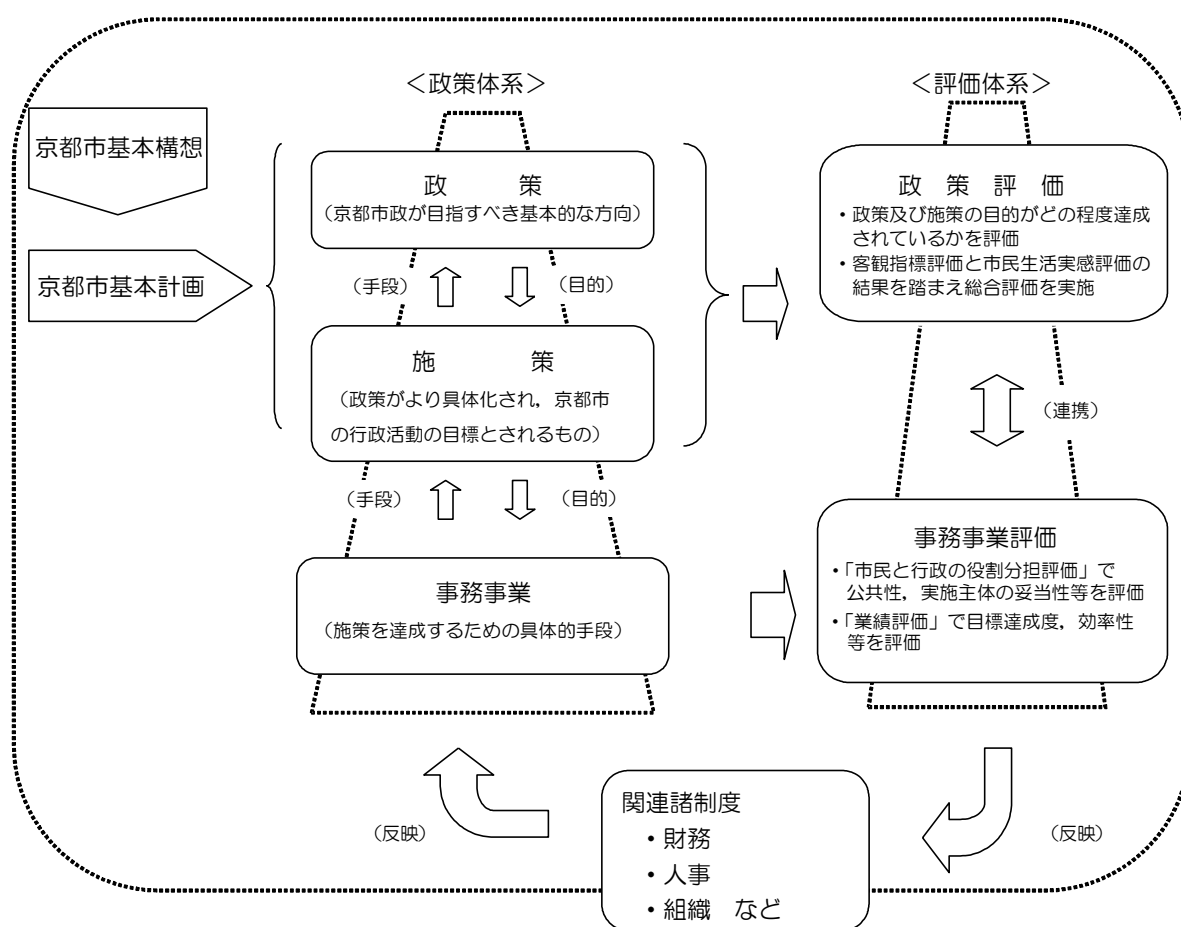 ＜政策体系＞
＜評価体系＞
京都市基本構想
京都市基本計画
政　　策
（京都市政が目指すべき基本的な方向）
（手段）
（目的）
施　　策
（政策がより具体化され，京都市
の行政活動の目標とされるもの）
（手段）
（目的）
事務事業
（施策を達成するための具体的手段）
政　策　評　価
・政策及び施策の目的がどの程度達成
されているかを評価
・客観指標評価と市民生活実感評価の
結果を踏まえ総合評価を実施
（連携）
事務事業評価
・「市民と行政の役割分担評価」で
公共性，実施主体の妥当性等を評価
・「業績評価」で目標達成度，効率性
等を評価
（反映）
関連諸制度
・財務
・人事
・組織　など
（反映）